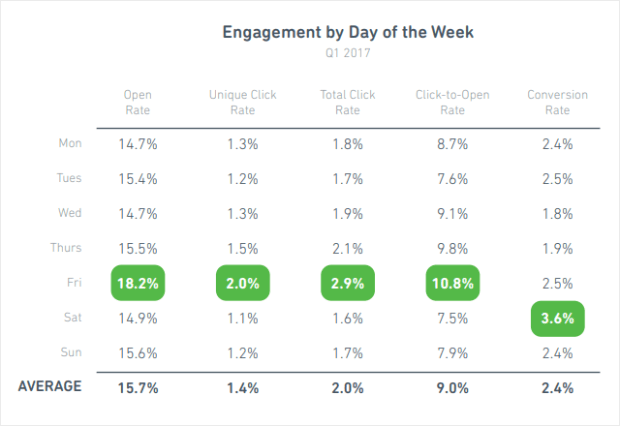 Engagement by Day of the Week
Q1 2017
Open Rate Unique Click Rate Total Click Rate Click-to-Open Rate Conversion Rate
Mon 14.7% 1.3% 1.8% 8.7% 2.4%
Tues 15.4% 1.2% 1.7% 7.6% 2.5%
Wed 14.7% 1.3% 1.9% 9.1% 1.8%
Thurs 15.5% 1.5% 2.1% 9.8% 1.9%
Fri 18.2% 2.0% 2.9% 10.8% 2.5%
Sat 14.9% 1.1% 1.6% 7.5% 3.6%
Sun 15.6% 1.2% 1.7% 7.9% 2.4%
AVERAGE 15.7% 1.4% 2.0% 9.0% 2.4%